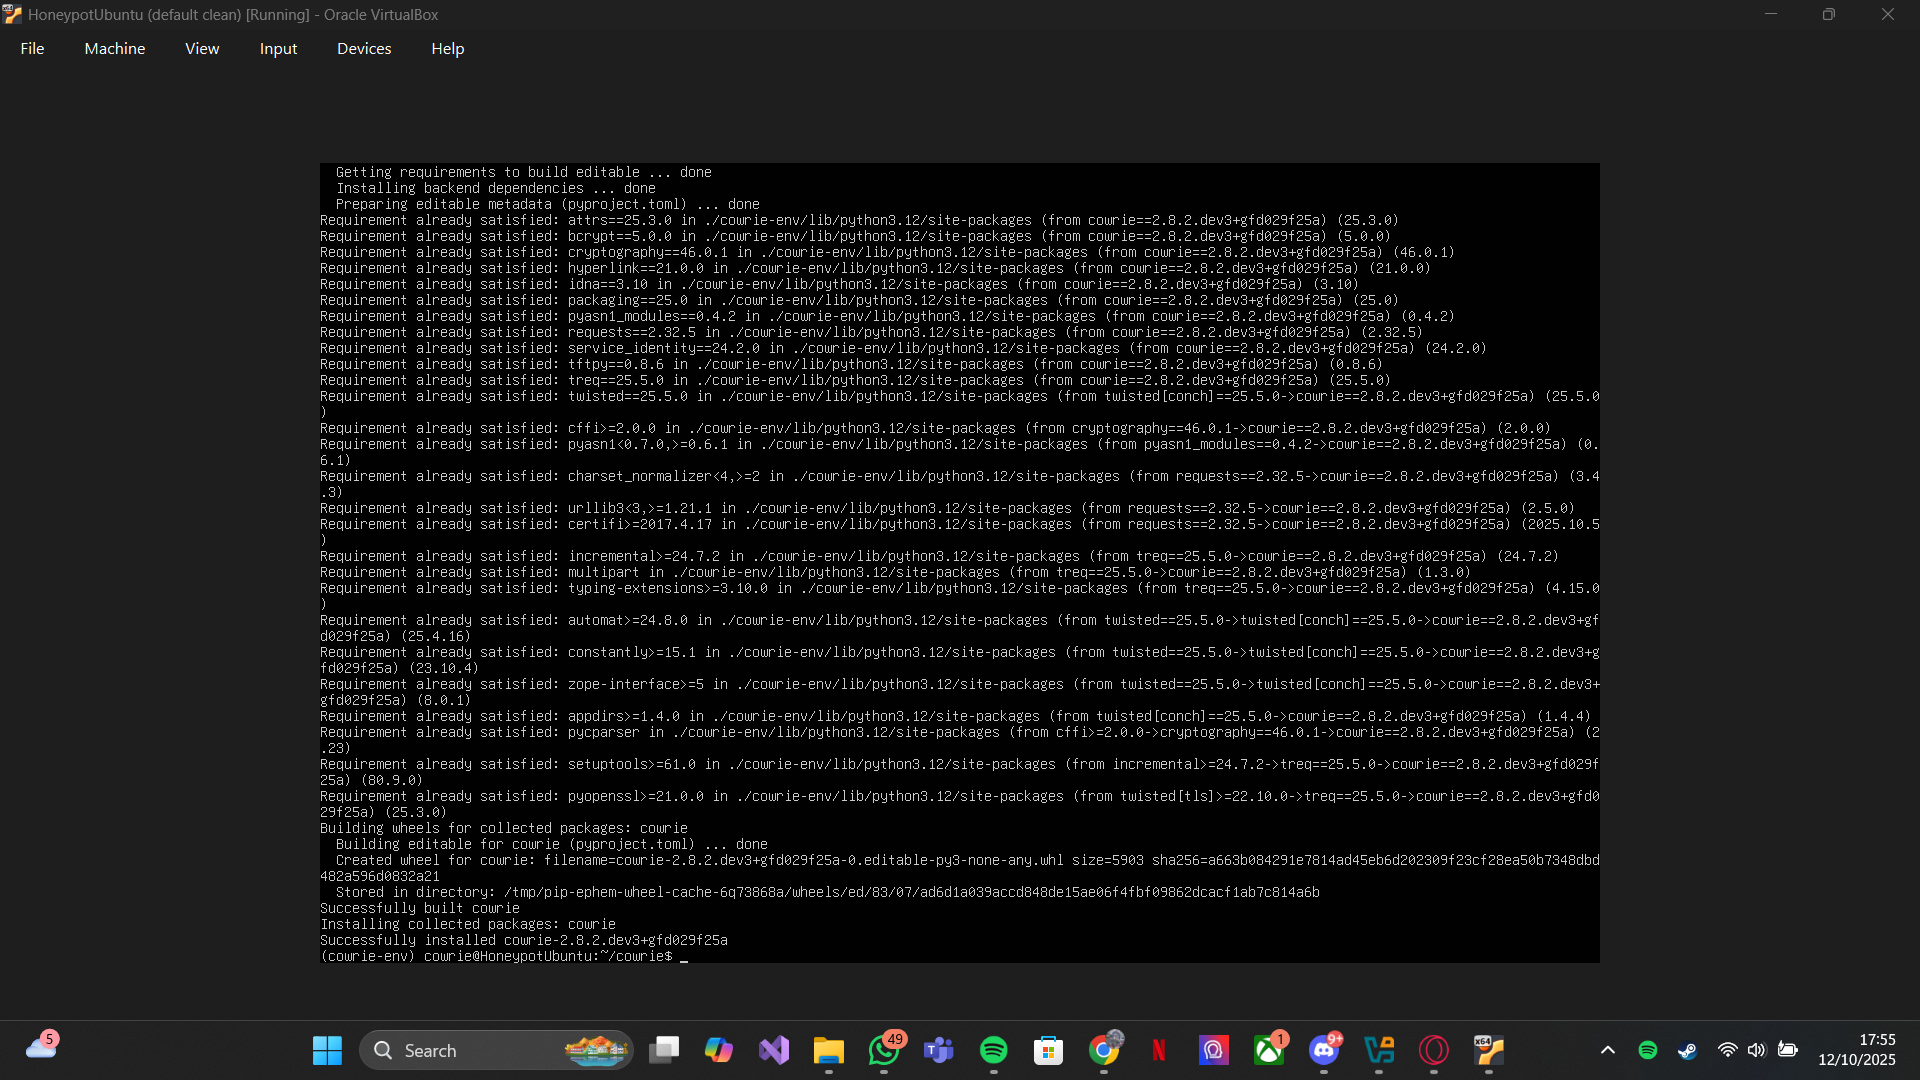 HoneypotUbuntu (default clean) [Running] - Oracle VirtualBox
File Machine View Input Devices Help
Getting requirements to build editable ... done
Installing backend dependencies ... done
Preparing editable metadata (pyproject.toml) ... done
Requirement already satisfied: attrs==25.3.0 in ./cowrie-env/lib/python3.12/site-packages (from cowrie==2.8.2.dev3+gfd029f25a) (25.3.0)
Requirement already satisfied: bcrypt==5.0.0 in ./cowrie-env/lib/python3.12/site-packages (from cowrie==2.8.2.dev3+gfd029f25a) (5.0.0)
Requirement already satisfied: cryptography==46.0.1 in ./cowrie-env/lib/python3.12/site-packages (from cowrie==2.8.2.dev3+gfd029f25a) (46.0.1)
Requirement already satisfied: hyperlink==21.0.0 in ./cowrie-env/lib/python3.12/site-packages (from cowrie==2.8.2.dev3+gfd029f25a) (21.0.0)
Requirement already satisfied: idna==3.10 in ./cowrie-env/lib/python3.12/site-packages (from cowrie==2.8.2.dev3+gfd029f25a) (3.10)
Requirement already satisfied: packaging==25.0 in ./cowrie-env/lib/python3.12/site-packages (from cowrie==2.8.2.dev3+gfd029f25a) (25.0)
Requirement already satisfied: pyasn1_modules==0.4.2 in ./cowrie-env/lib/python3.12/site-packages (from cowrie==2.8.2.dev3+gfd029f25a) (0.4.2)
Requirement already satisfied: requests==2.32.5 in ./cowrie-env/lib/python3.12/site-packages (from cowrie==2.8.2.dev3+gfd029f25a) (2.32.5)
Requirement already satisfied: service_identity==24.2.0 in ./cowrie-env/lib/python3.12/site-packages (from cowrie==2.8.2.dev3+gfd029f25a) (24.2.0)
Requirement already satisfied: tftpy==0.8.6 in ./cowrie-env/lib/python3.12/site-packages (from cowrie==2.8.2.dev3+gfd029f25a) (0.8.6)
Requirement already satisfied: treq==25.5.0 in ./cowrie-env/lib/python3.12/site-packages (from cowrie==2.8.2.dev3+gfd029f25a) (25.5.0)
Requirement already satisfied: twisted==25.5.0 in ./cowrie-env/lib/python3.12/site-packages (from twisted[conch]==25.5.0->cowrie==2.8.2.dev3+gfd029f25a) (25.5.0
)
Requirement already satisfied: cffi>=2.0.0 in ./cowrie-env/lib/python3.12/site-packages (from cryptography==46.0.1->cowrie==2.8.2.dev3+gfd029f25a) (2.0.0)
Requirement already satisfied: pyasn1<0.7.0,>=0.6.1 in ./cowrie-env/lib/python3.12/site-packages (from pyasn1_modules==0.4.2->cowrie==2.8.2.dev3+gfd029f25a) (0.
6.1)
Requirement already satisfied: charset_normalizer<4,>=2 in ./cowrie-env/lib/python3.12/site-packages (from requests==2.32.5->cowrie==2.8.2.dev3+gfd029f25a) (3.4
.3)
Requirement already satisfied: urllib3<3,>=1.21.1 in ./cowrie-env/lib/python3.12/site-packages (from requests==2.32.5->cowrie==2.8.2.dev3+gfd029f25a) (2.5.0)
Requirement already satisfied: certifi>=2017.4.17 in ./cowrie-env/lib/python3.12/site-packages (from requests==2.32.5->cowrie==2.8.2.dev3+gfd029f25a) (2025.10.5
)
Requirement already satisfied: incremental>=24.7.2 in ./cowrie-env/lib/python3.12/site-packages (from treq==25.5.0->cowrie==2.8.2.dev3+gfd029f25a) (24.7.2)
Requirement already satisfied: multipart in ./cowrie-env/lib/python3.12/site-packages (from treq==25.5.0->cowrie==2.8.2.dev3+gfd029f25a) (1.3.0)
Requirement already satisfied: typing-extensions>=3.10.0 in ./cowrie-env/lib/python3.12/site-packages (from treq==25.5.0->cowrie==2.8.2.dev3+gfd029f25a) (4.15.0
)
Requirement already satisfied: automat>=24.8.0 in ./cowrie-env/lib/python3.12/site-packages (from twisted==25.5.0->twisted[conch]==25.5.0->cowrie==2.8.2.dev3+gf
d029f25a) (25.4.16)
Requirement already satisfied: constantly>=15.1 in ./cowrie-env/lib/python3.12/site-packages (from twisted==25.5.0->twisted[conch]==25.5.0->cowrie==2.8.2.dev3+g
fd029f25a) (23.10.4)
Requirement already satisfied: zope-interface>=5 in ./cowrie-env/lib/python3.12/site-packages (from twisted==25.5.0->twisted[conch]==25.5.0->cowrie==2.8.2.dev3+
gfd029f25a) (8.0.1)
Requirement already satisfied: appdirs>=1.4.0 in ./cowrie-env/lib/python3.12/site-packages (from twisted[conch]==25.5.0->cowrie==2.8.2.dev3+gfd029f25a) (1.4.4)
Requirement already satisfied: pycparser in ./cowrie-env/lib/python3.12/site-packages (from cffi>=2.0.0->cryptography==46.0.1->cowrie==2.8.2.dev3+gfd029f25a) (2
.23)
Requirement already satisfied: setuptools>=61.0 in ./cowrie-env/lib/python3.12/site-packages (from incremental>=24.7.2->treq==25.5.0->cowrie==2.8.2.dev3+gfd029f
25a) (80.9.0)
Requirement already satisfied: pyopenssl>=21.0.0 in ./cowrie-env/lib/python3.12/site-packages (from twisted[tls]>=22.10.0->treq==25.5.0->cowrie==2.8.2.dev3+gfd0
29f25a) (25.3.0)
Building wheels for collected packages: cowrie
Building editable for cowrie (pyproject.toml) ... done
Created wheel for cowrie: filename=cowrie-2.8.2.dev3+gfd029f25a-0.editable-py3-none-any.whl size=5903 sha256=a663b084291e7814ad45eb6d202309f23cf28ea50b7348dbd
482a596d0832a21
Stored in directory: /tmp/pip-ephem-wheel-cache-6q73868a/wheels/ed/83/07/ad6d1a039accd848de15ae06f4fbf09862dcacf1ab7c814a6b
Successfully built cowrie
Installing collected packages: cowrie
Successfully installed cowrie-2.8.2.dev3+gfd029f25a
(cowrie-env) cowrie@HoneypotUbuntu:~/cowrie$ _
5
Search
49
1
9+
17:55
12/10/2025